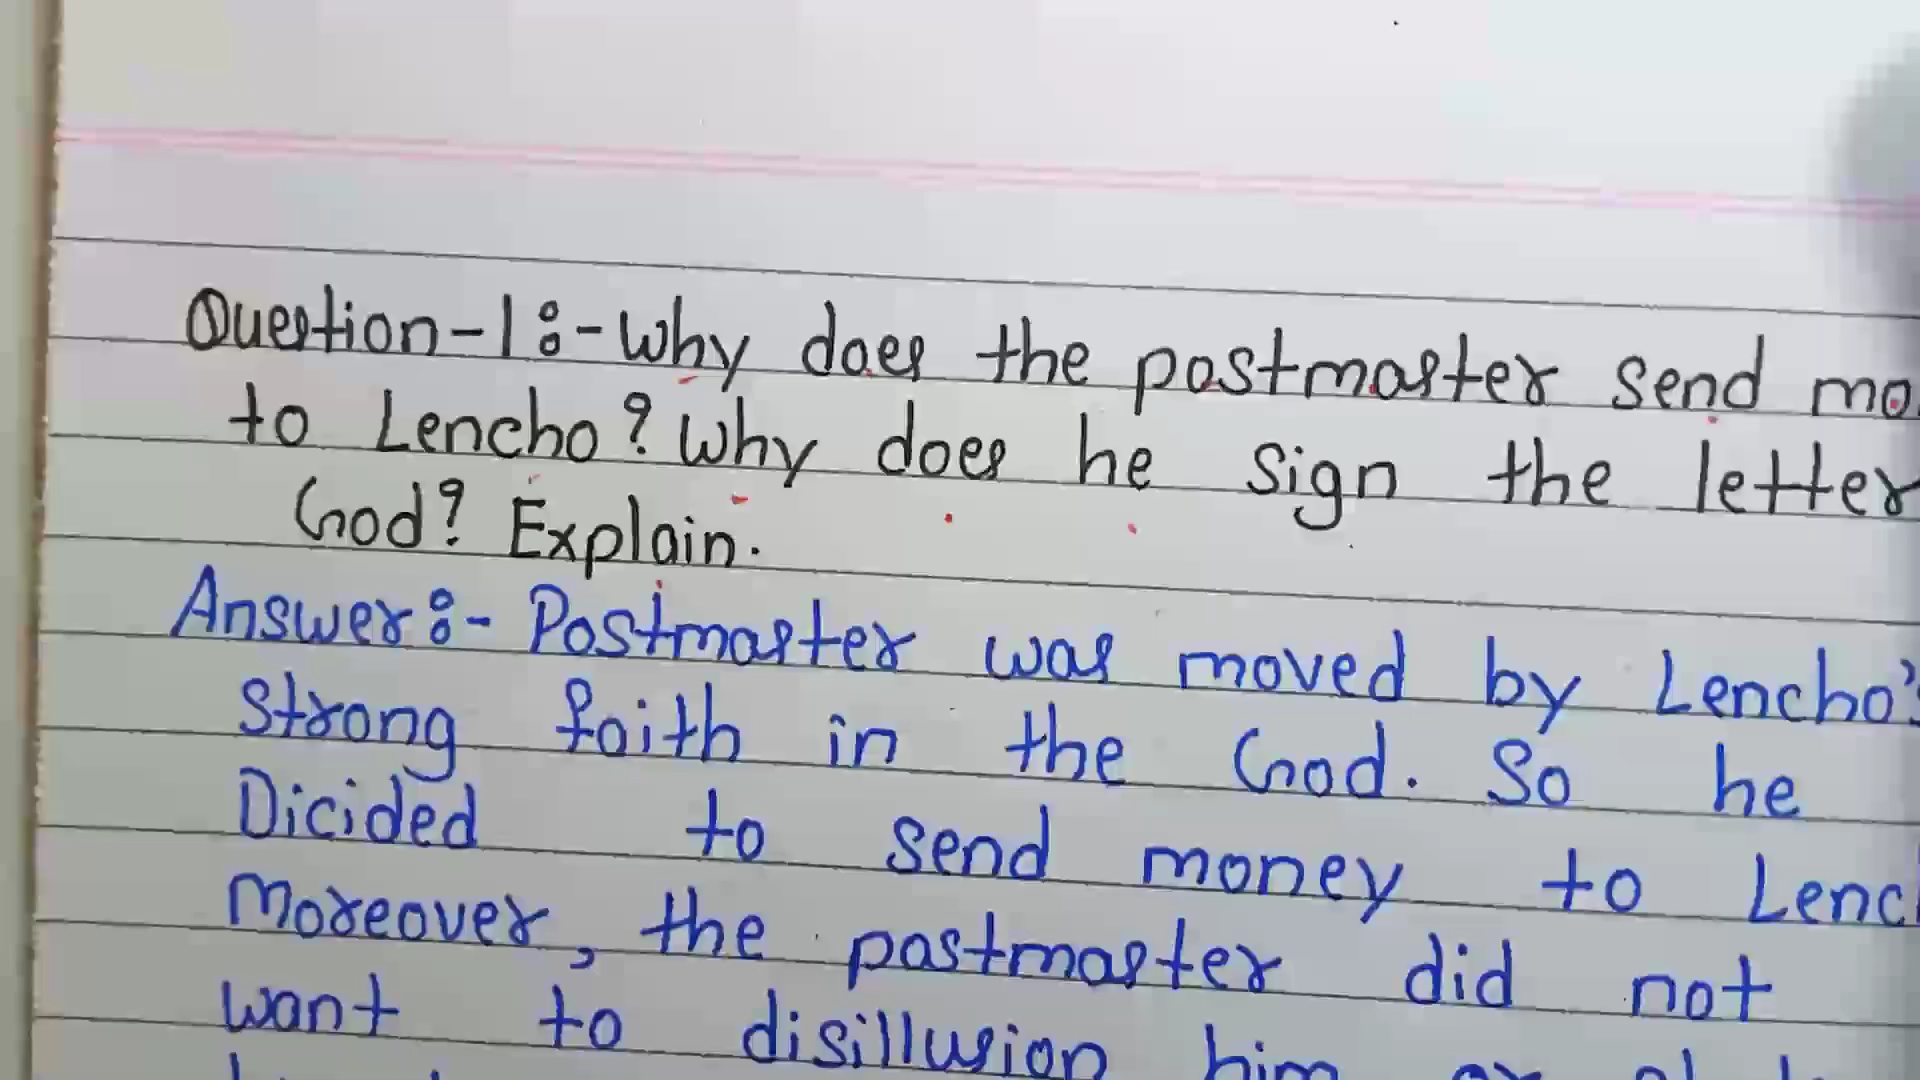 Question-1:-Why does the postmaster send mo
to Lencho? Why does he sign the letter
God? Explain.
Answer:- Postmaster was moved by Lencho's
Strong faith in the God. So he
Dicided to send money to Lenc
Moreover, the postmaster did not
want to disillusion him or